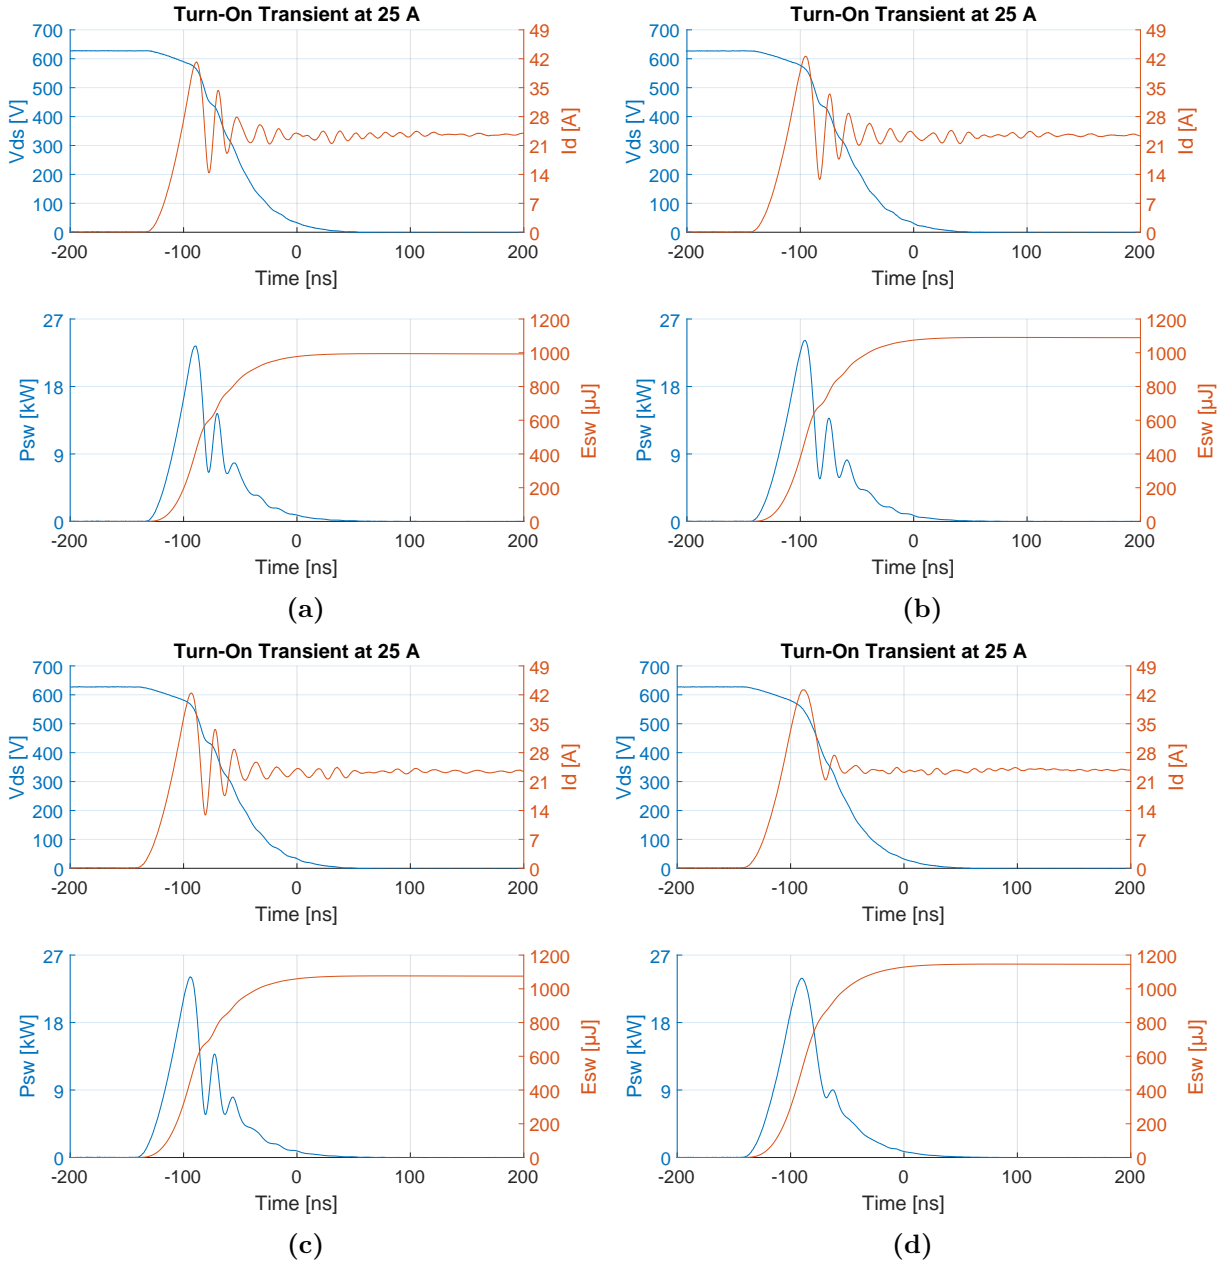 Turn-On Transient at 25 A
Turn-On Transient at 25 A
700 600 500 400 300 200 100 0
Vds [V]
49 42 35 28 21 14 7 0
Id [A]
-200 -100 0 100 200
Time [ns]
700 600 500 400 300 200 100 0
Vds [V]
49 42 35 28 21 14 7 0
Id [A]
-200 -100 0 100 200
Time [ns]
27 18 9 0
Psw [kW]
1200 1000 800 600 400 200 0
Esw [µJ]
-200 -100 0 100 200
Time [ns]
27 18 9 0
Psw [kW]
1200 1000 800 600 400 200 0
Esw [µJ]
-200 -100 0 100 200
Time [ns]
(a)
(b)
Turn-On Transient at 25 A
Turn-On Transient at 25 A
700 600 500 400 300 200 100 0
Vds [V]
49 42 35 28 21 14 7 0
Id [A]
-200 -100 0 100 200
Time [ns]
700 600 500 400 300 200 100 0
Vds [V]
49 42 35 28 21 14 7 0
Id [A]
-200 -100 0 100 200
Time [ns]
27 18 9 0
Psw [kW]
1200 1000 800 600 400 200 0
Esw [µJ]
-200 -100 0 100 200
Time [ns]
27 18 9 0
Psw [kW]
1200 1000 800 600 400 200 0
Esw [µJ]
-200 -100 0 100 200
Time [ns]
(c)
(d)